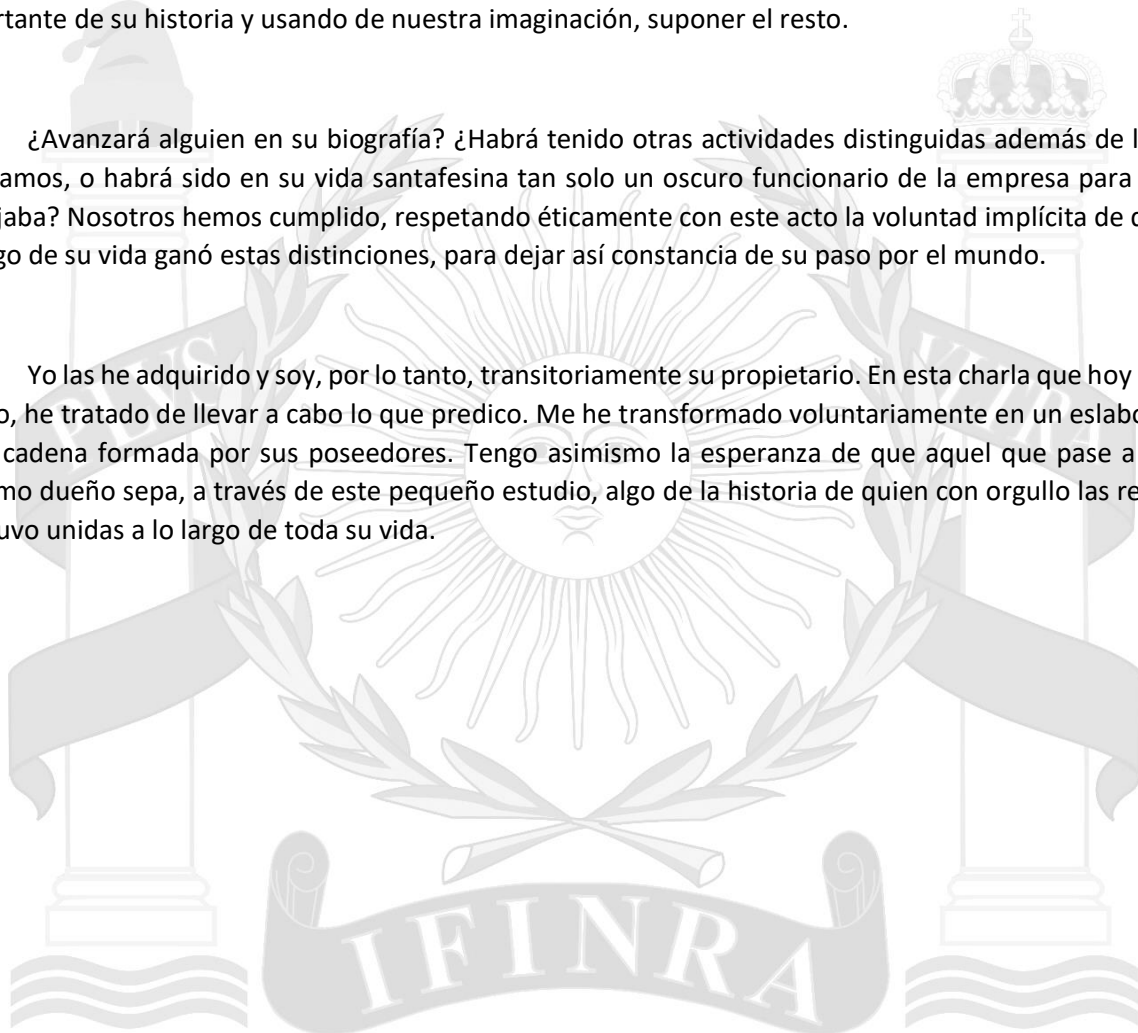 rtante de su historia y usando de nuestra imaginación, suponer el resto.
¿Avanzará alguien en su biografía? ¿Habrá tenido otras actividades distinguidas además de l
amos, o habrá sido en su vida santafesina tan solo un oscuro funcionario de la empresa para
jaba? Nosotros hemos cumplido, respetando éticamente con este acto la voluntad implícita de
go de su vida ganó estas distinciones, para dejar así constancia de su paso por el mundo.
Yo las he adquirido y soy, por lo tanto, transitoriamente su propietario. En esta charla que hoy
o, he tratado de llevar a cabo lo que predico. Me he transformado voluntariamente en un eslabo
cadena formada por sus poseedores. Tengo asimismo la esperanza de que aquel que pase a
mo dueño sepa, a través de este pequeño estudio, algo de la historia de quien con orgullo las re
uvo unidas a lo largo de toda su vida.
PLVS VLTRA
IFINRA